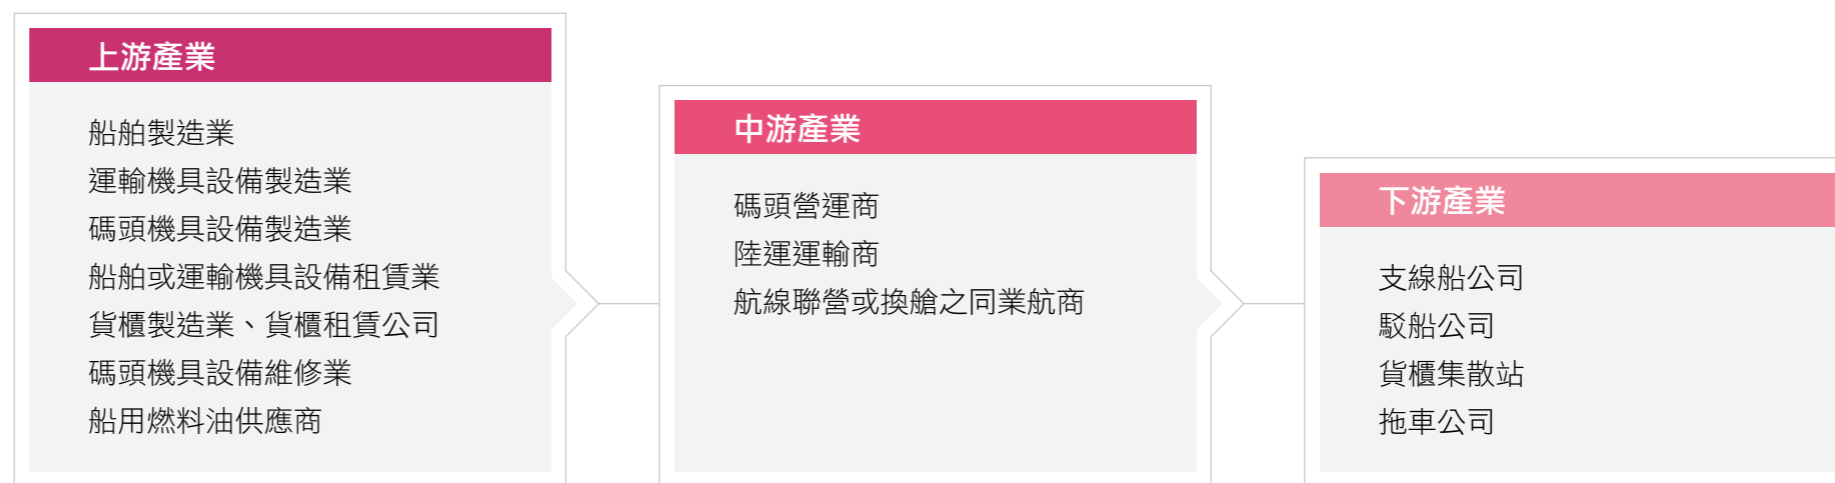 上游產業
船舶製造業
運輸機具設備製造業
碼頭機具設備製造業
船舶或運輸機具設備租賃業
貨櫃製造業、貨櫃租賃公司
碼頭機具設備維修業
船用燃料油供應商
中游產業
碼頭營運商
陸運運輸商
航線聯營或換艙之同業航商
下游產業
支線船公司
駁船公司
貨櫃集散站
拖車公司